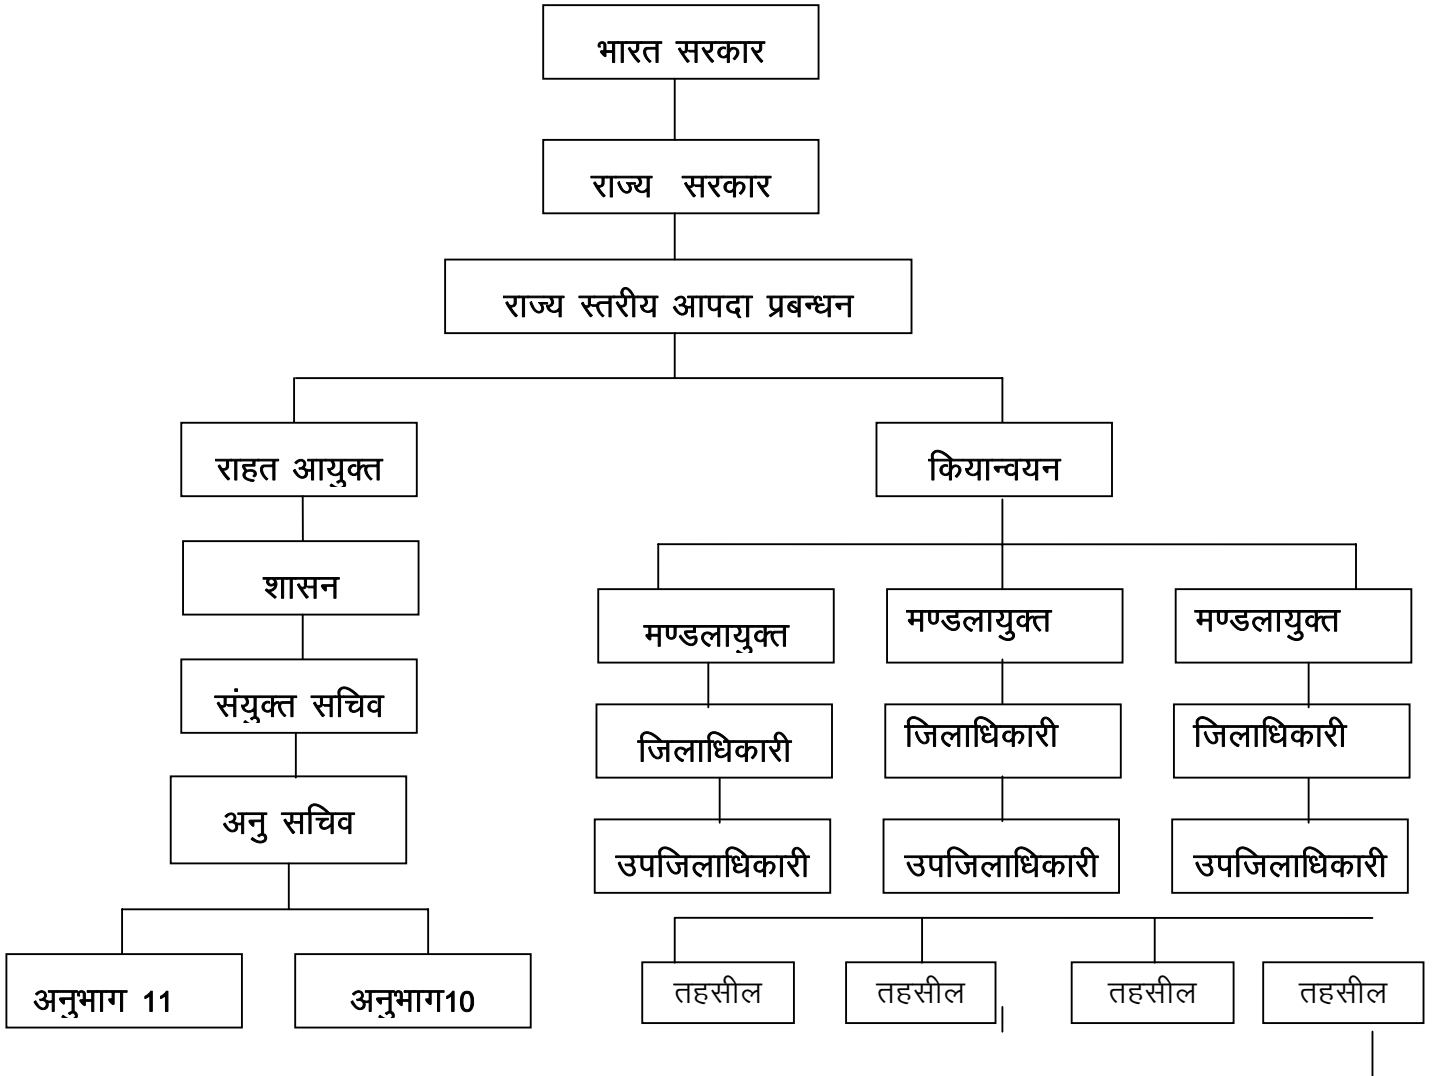 भारत सरकार
राज्य सरकार
राज्य स्तरीय आपदा प्रबन्धन
राहत आयुक्त
कियान्वयन
शासन
मण्डलायुक्त
मण्डलायुक्त
मण्डलायुक्त
संयुक्त सचिव
जिलाधिकारी
जिलाधिकारी
जिलाधिकारी
अनु सचिव
उपजिलाधिकारी
उपजिलाधिकारी
उपजिलाधिकारी
अनुभाग 11
अनुभाग10
तहसील
तहसील
तहसील
तहसील